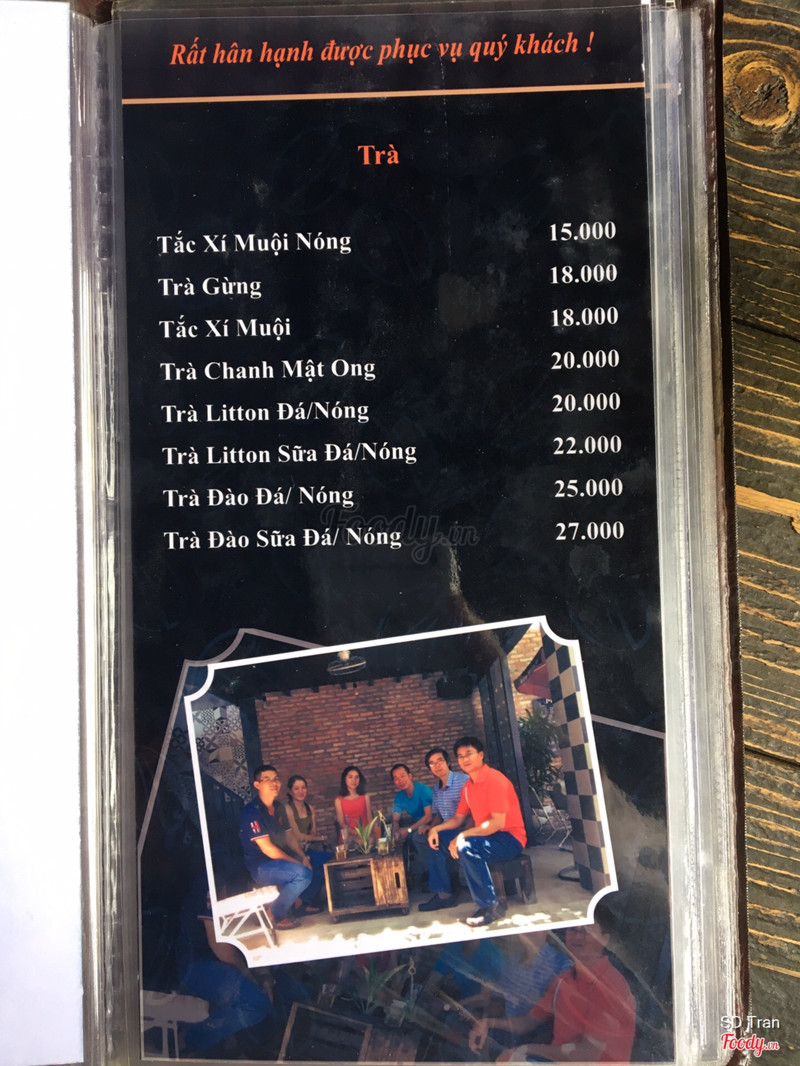 Rất hân hạnh được phục vụ quý khách !
Trà
Tắc Xí Muội Nóng 15.000
Trà Gừng 18.000
Tắc Xí Muội 18.000
Trà Chanh Mật Ong 20.000
Trà Litton Đá/Nóng 20.000
Trà Litton Sữa Đá/Nóng 22.000
Trà Đào Đá/ Nóng 25.000
Trà Đào Sữa Đá/ Nóng 27.000
Foody.vn
SD Tran
Foody.vn